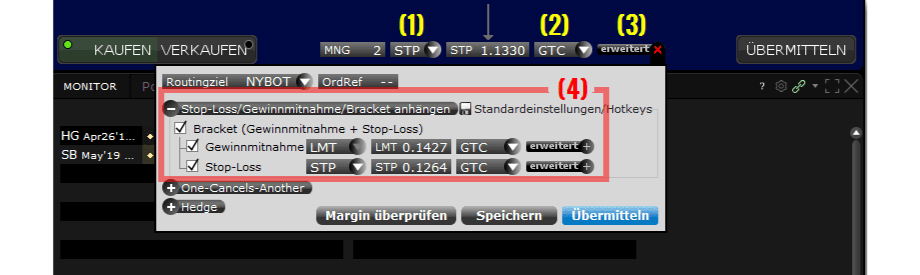 (1) (2) (3)
KAUFEN VERKAUFEN MNG 2 STP STP 1.1330 GTC erweitert × ÜBERMITTELN
MONITOR Po ?
Routingziel NYBOT OrdRef --
(4)
Stop-Loss/Gewinnmitnahme/Bracket anhängen Standardeinstellungen/Hotkeys
HG Apr26'1...
Bracket (Gewinnmitnahme + Stop-Loss)
Gewinnmitnahme LMT LMT 0.1427 GTC erweitert +
SB May'19 ...
Stop-Loss STP STP 0.1264 GTC erweitert +
One-Cancels-Another
Hedge
Margin überprüfen Speichern Übermitteln